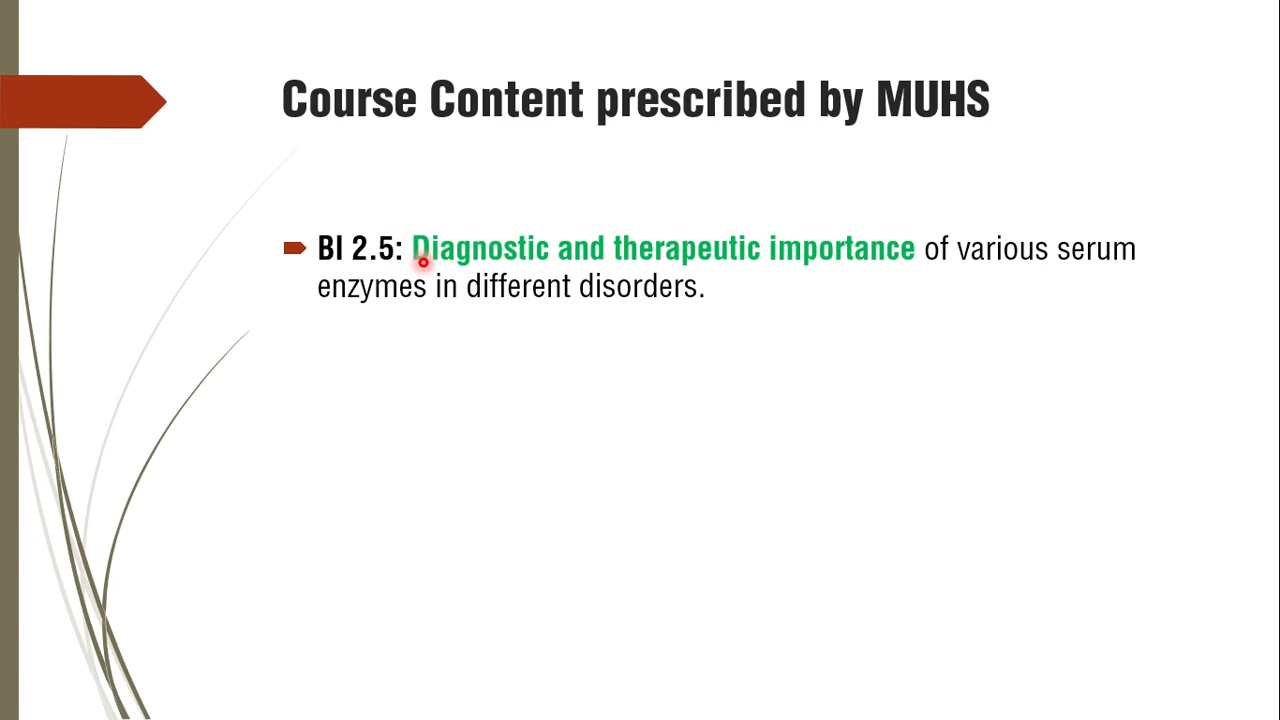 Course Content prescribed by MUHS
BI 2.5: Diagnostic and therapeutic importance of various serum
enzymes in different disorders.